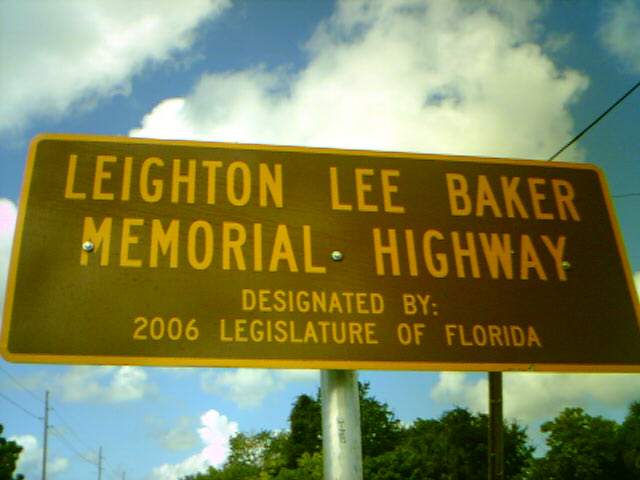 LEIGHTON LEE BAKER
MEMORIAL HIGHWAY
DESIGNATED BY:
2006 LEGISLATURE OF FLORIDA